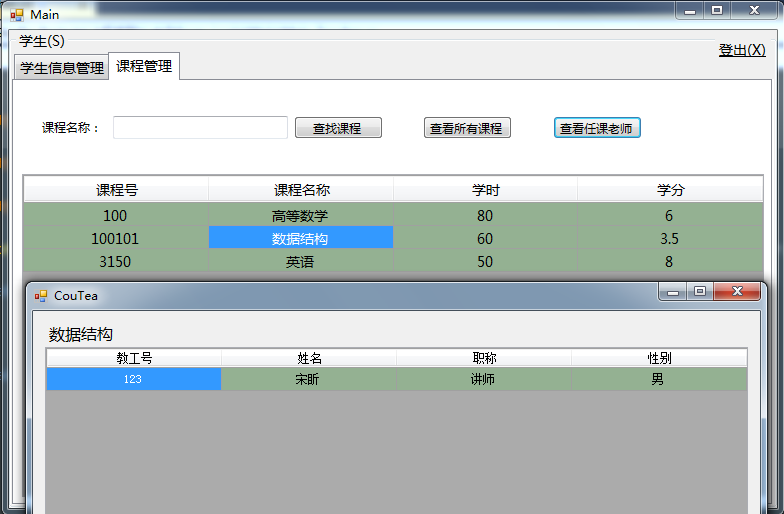 Main
学生(S)
登出(X)
学生信息管理 课程管理
课程名称： 查找课程 查看所有课程 查看任课老师
课程号 课程名称 学时 学分
100 高等数学 80 6
100101 数据结构 60 3.5
3150 英语 50 8
CouTea
数据结构
教工号 姓名 职称 性别
123 宋昕 讲师 男